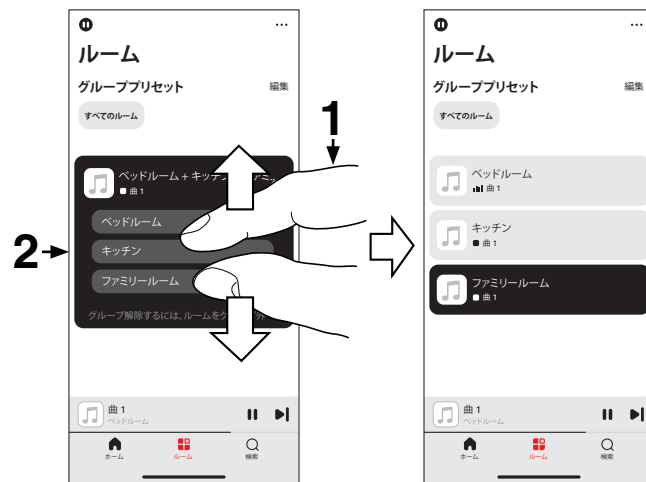 ルーム
グループプリセット 編集
すべてのルーム
1
ベッドルーム + キッチン
曲 1
ベッドルーム
2
キッチン
ファミリールーム
グループ解除するには、ルームを
曲 1
ベッドルーム
ホーム ルーム 検索
ルーム
グループプリセット 編集
すべてのルーム
ベッドルーム
曲 1
キッチン
曲 1
ファミリールーム
曲 1
曲 1
ベッドルーム
ホーム ルーム 検索